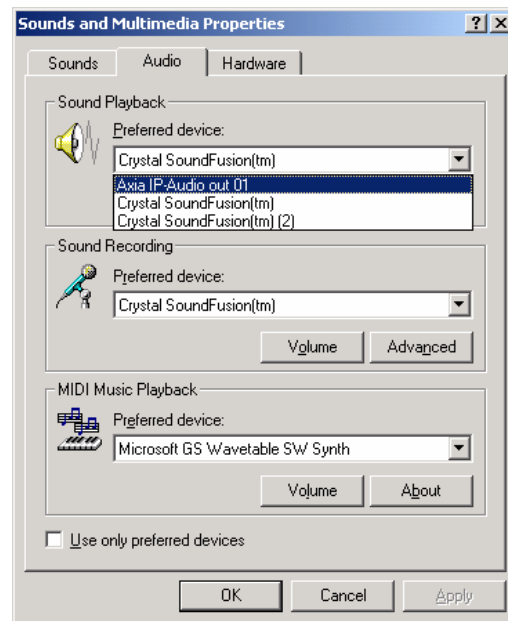 Sounds and Multimedia Properties
Sounds Audio Hardware
Sound Playback
Preferred device:
Crystal SoundFusion(tm)
Axia IP-Audio out 01
Crystal SoundFusion(tm)
Crystal SoundFusion(tm) (2)
Sound Recording
Preferred device:
Crystal SoundFusion(tm)
Volume Advanced
MIDI Music Playback
Preferred device:
Microsoft GS Wavetable SW Synth
Volume About
Use only preferred devices
OK Cancel Apply